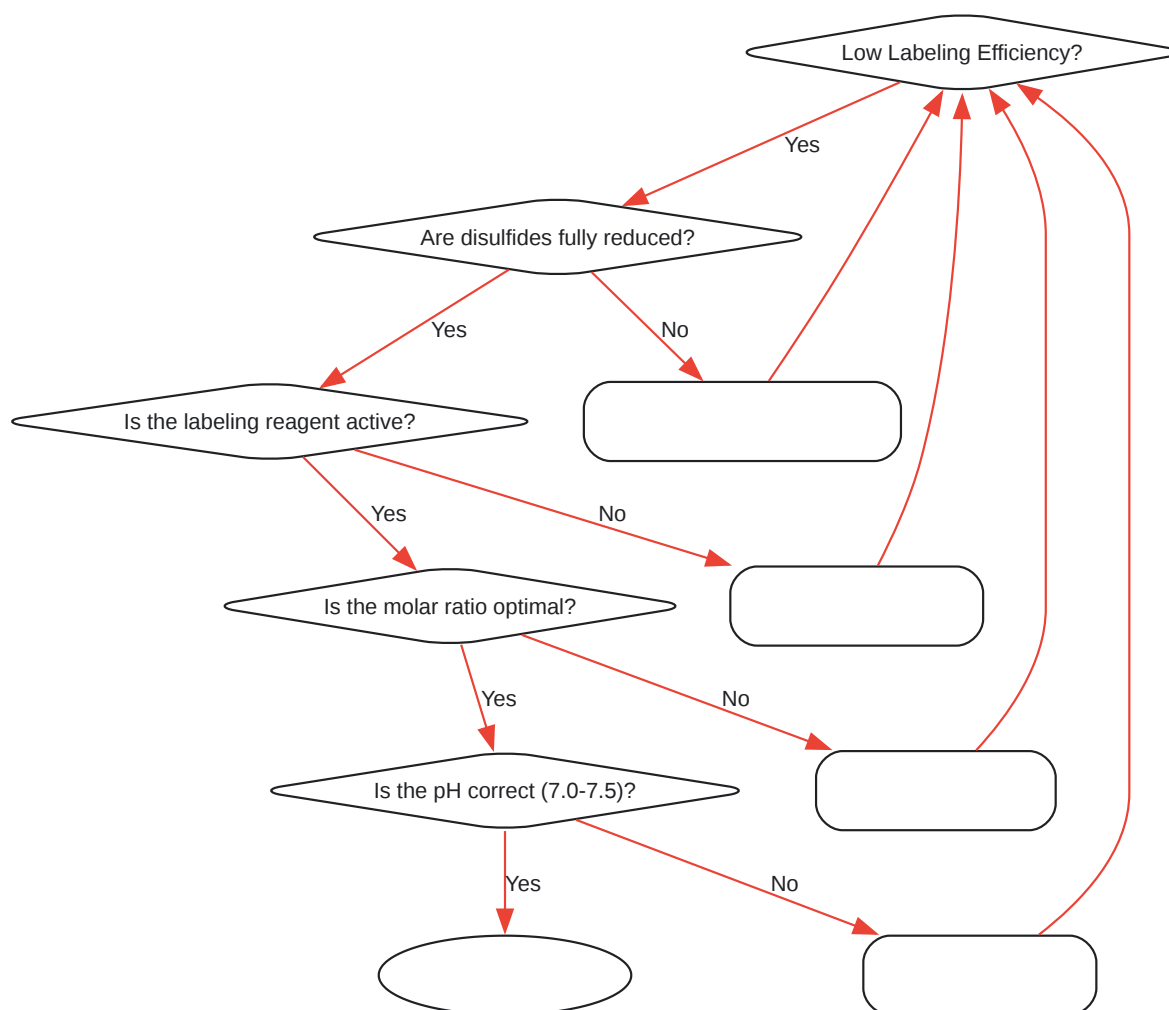 Low Labeling Efficiency?
Yes
Are disulfides fully reduced?
Yes
No
Is the labeling reagent active?
Yes
No
Is the molar ratio optimal?
Yes
No
Is the pH correct (7.0-7.5)?
Yes
No